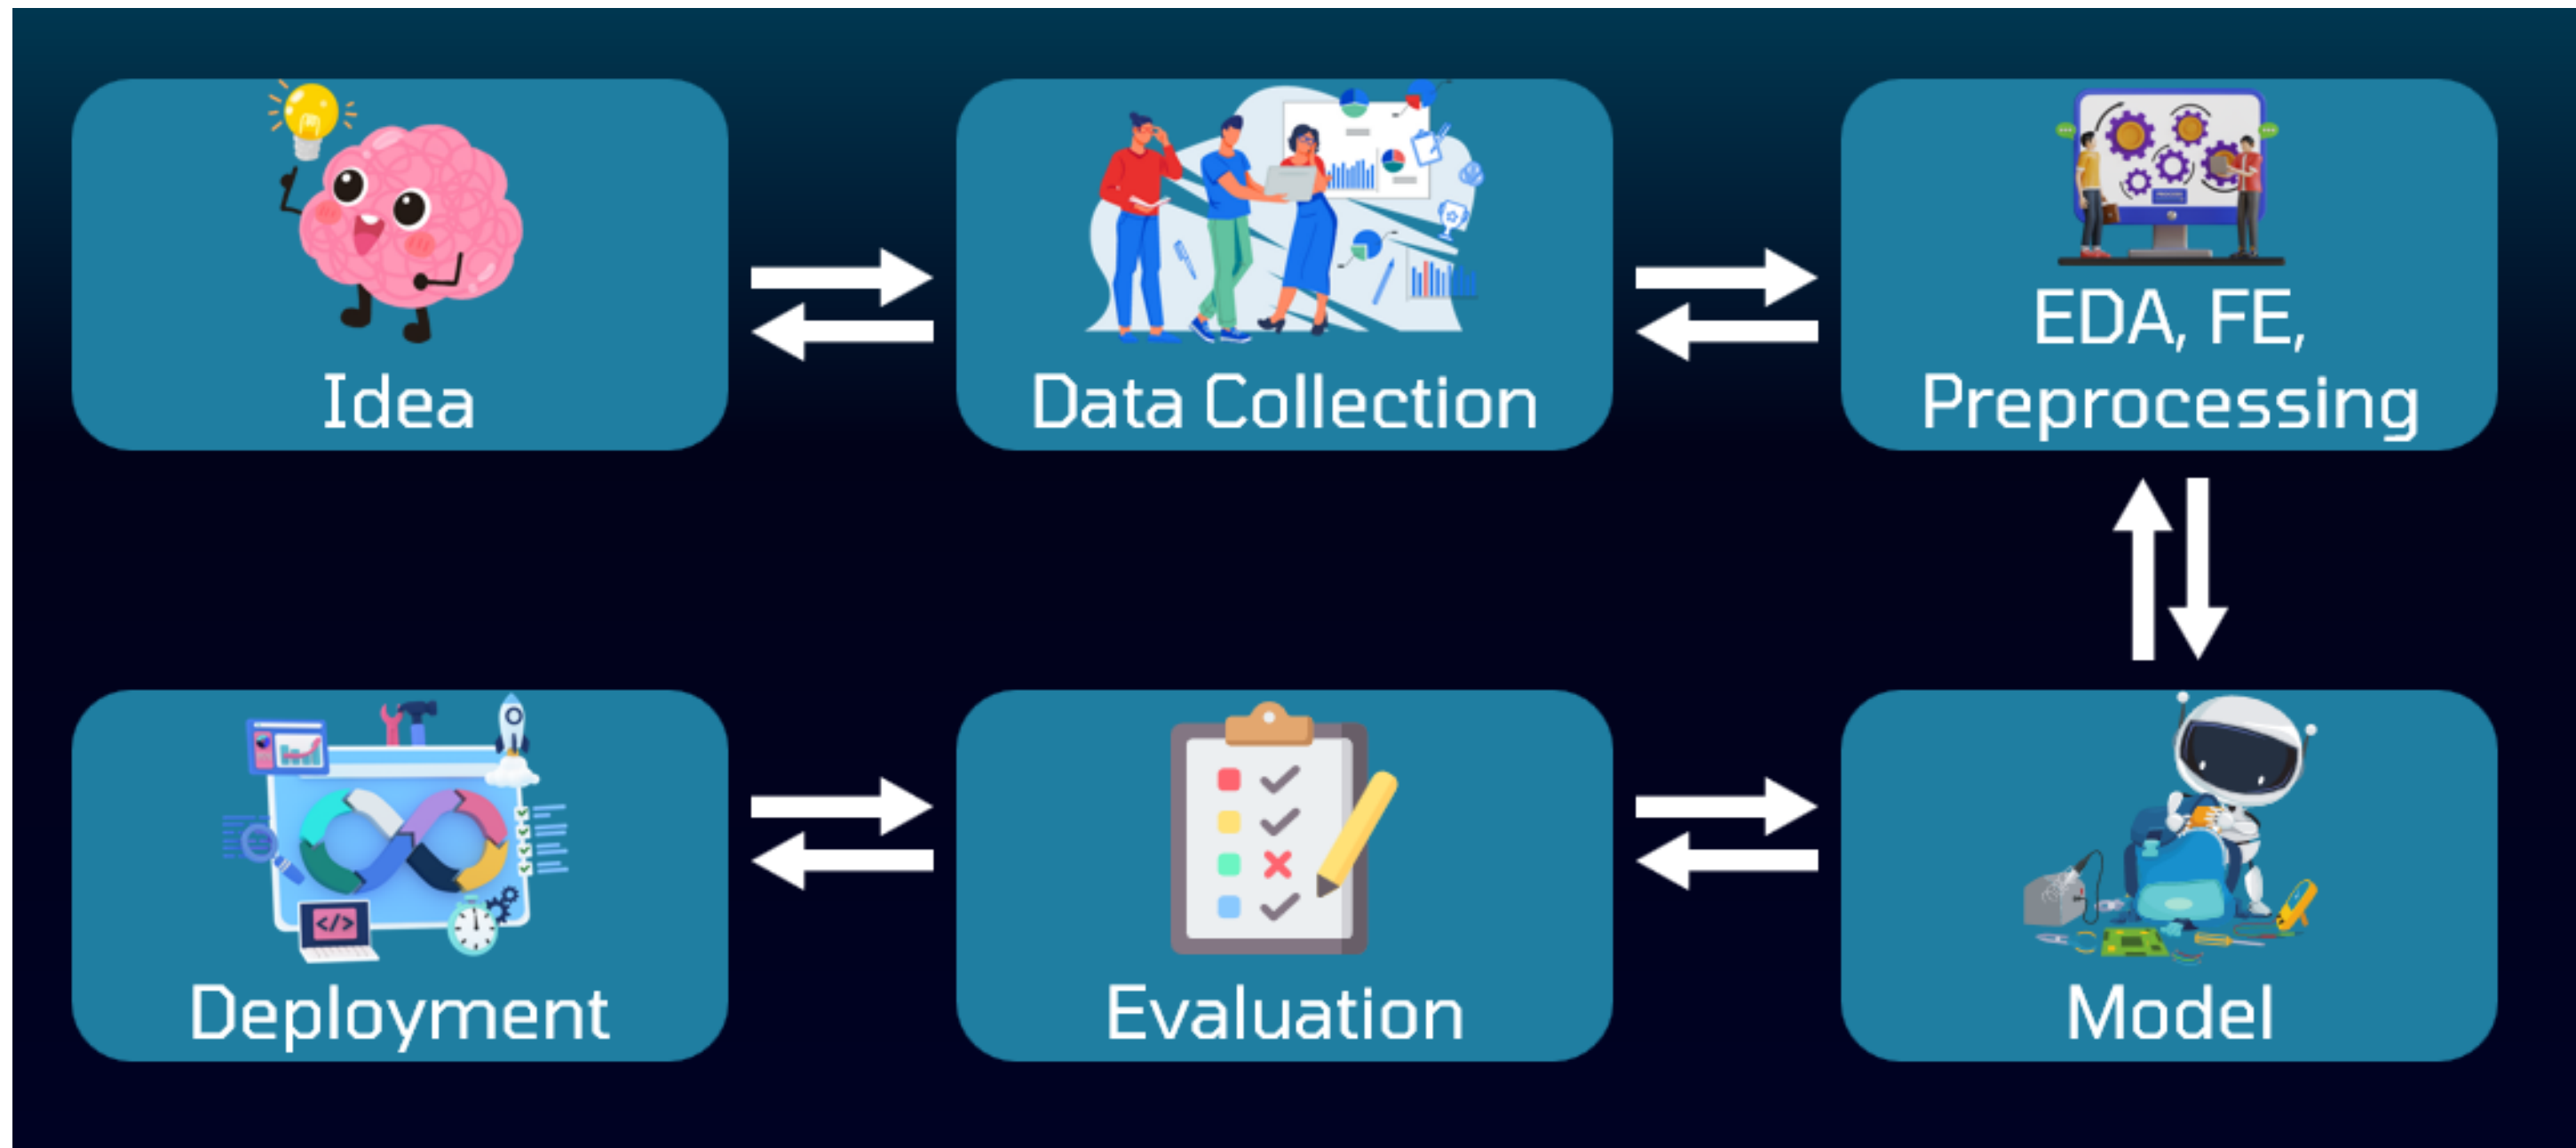 Idea
Data Collection
EDA, FE,
Preprocessing
Deployment
</>
Evaluation
Model